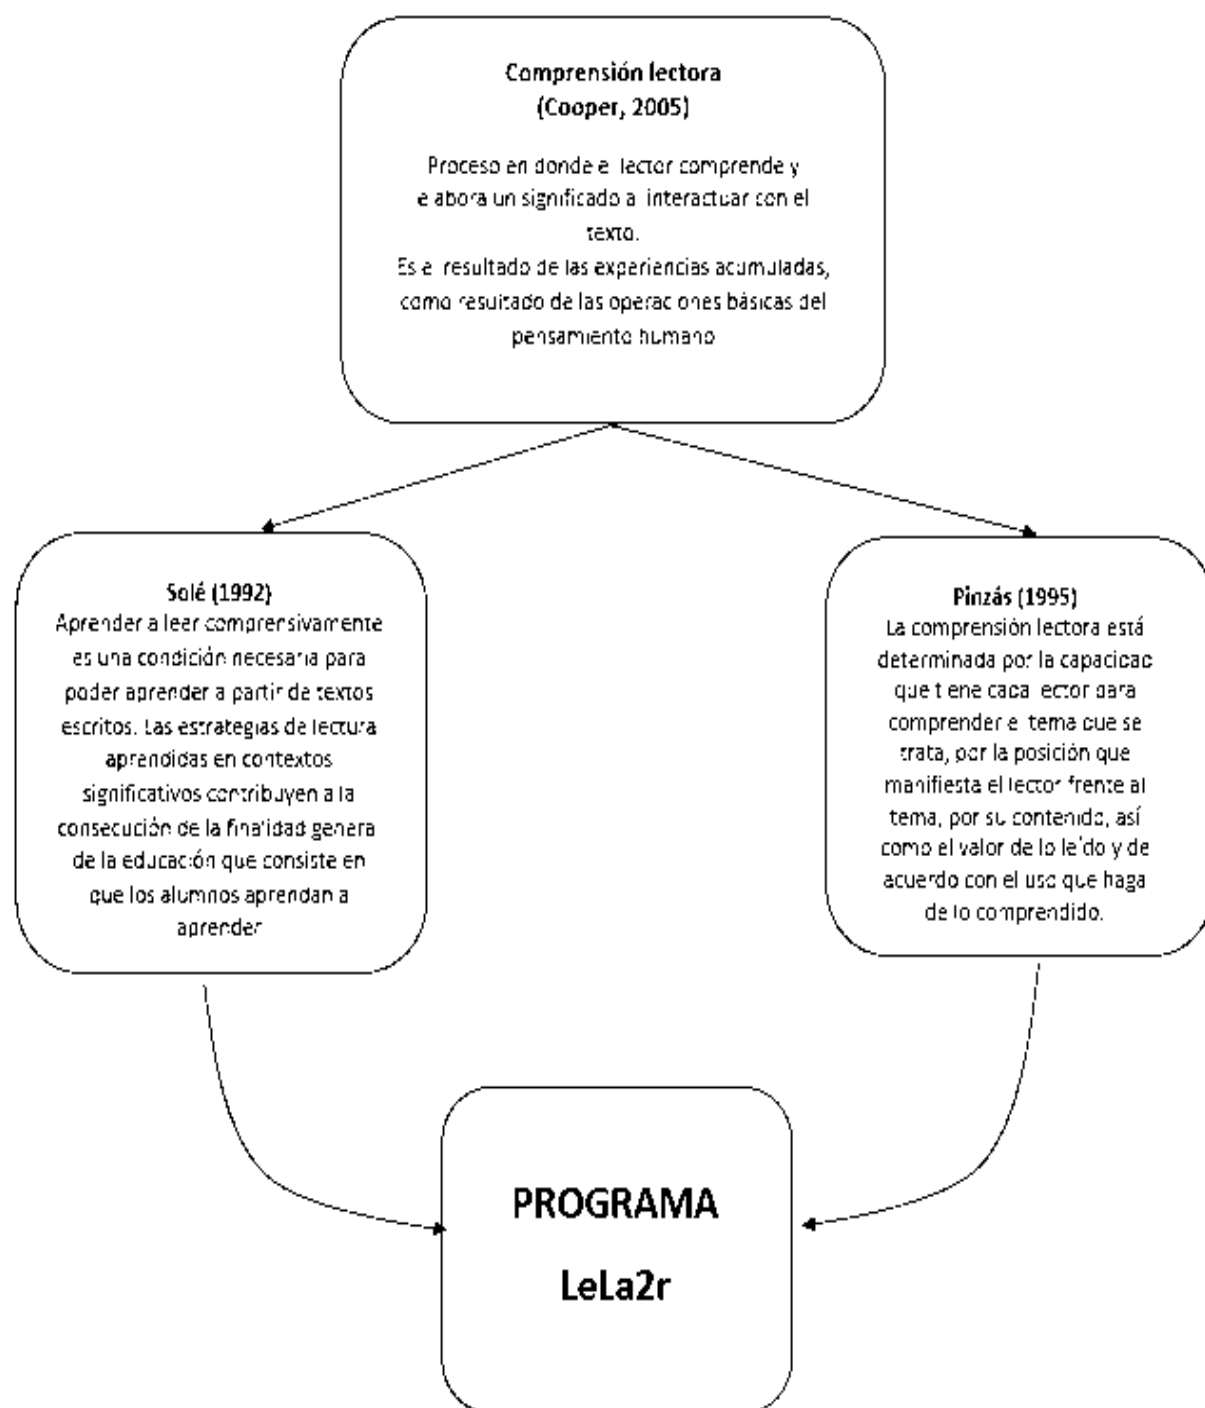 Comprensión lectora
(Cooper, 2005)
Proceso en donde el lector comprende y
elabora un significado al interactuar con el
texto.
Es el resultado de las experiencias acumuladas,
como resultado de las operaciones básicas del
pensamiento humano
Solé (1992)
Aprender a leer comprensivamente
es una condición necesaria para
poder aprender a partir de textos
escritos. Las estrategias de lectura
aprendidas en contextos
significativos contribuyen a la
consecución de la finalidad general
de la educación que consiste en
que los alumnos aprendan a
aprender
Pinzás (1995)
La comprensión lectora está
determinada por la capacidad
que tiene cada lector para
comprender el tema que se
trata, por la posición que
manifiesta el lector frente al
tema, por su contenido, así
como el valor de lo leído y de
acuerdo con el uso que haga
de lo comprendido.
PROGRAMA
LeLa2r